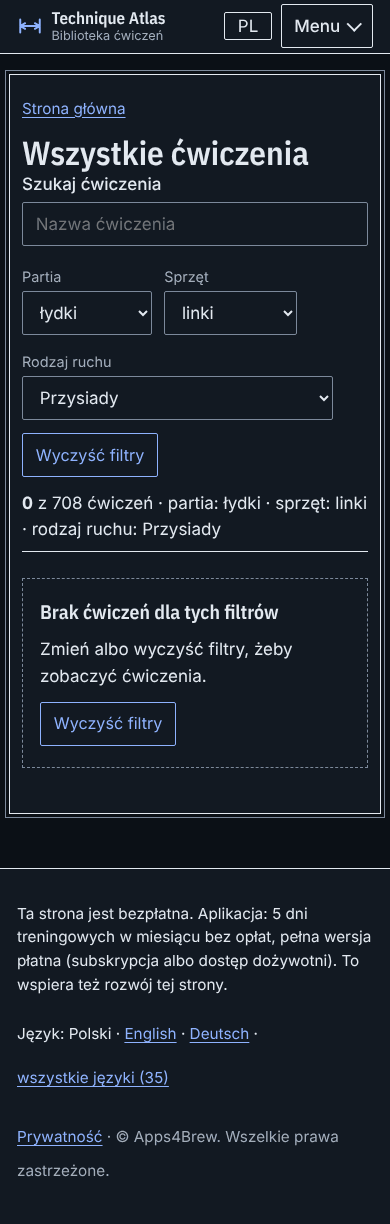 Technique Atlas
Biblioteka ćwiczeń
PL
Menu
Strona główna
Wszystkie ćwiczenia
Szukaj ćwiczenia
Nazwa ćwiczenia
Partia
Sprzęt
łydki
linki
Rodzaj ruchu
Przysiady
Wyczyść filtry
0 z 708 ćwiczeń · partia: łydki · sprzęt: linki
· rodzaj ruchu: Przysiady
Brak ćwiczeń dla tych filtrów
Zmień albo wyczyść filtry, żeby
zobaczyć ćwiczenia.
Wyczyść filtry
Ta strona jest bezpłatna. Aplikacja: 5 dni
treningowych w miesiącu bez opłat, pełna wersja
płatna (subskrypcja albo dostęp dożywotni). To
wspiera też rozwój tej strony.
Język: Polski · English · Deutsch ·
wszystkie języki (35)
Prywatność · © Apps4Brew. Wszelkie prawa
zastrzeżone.